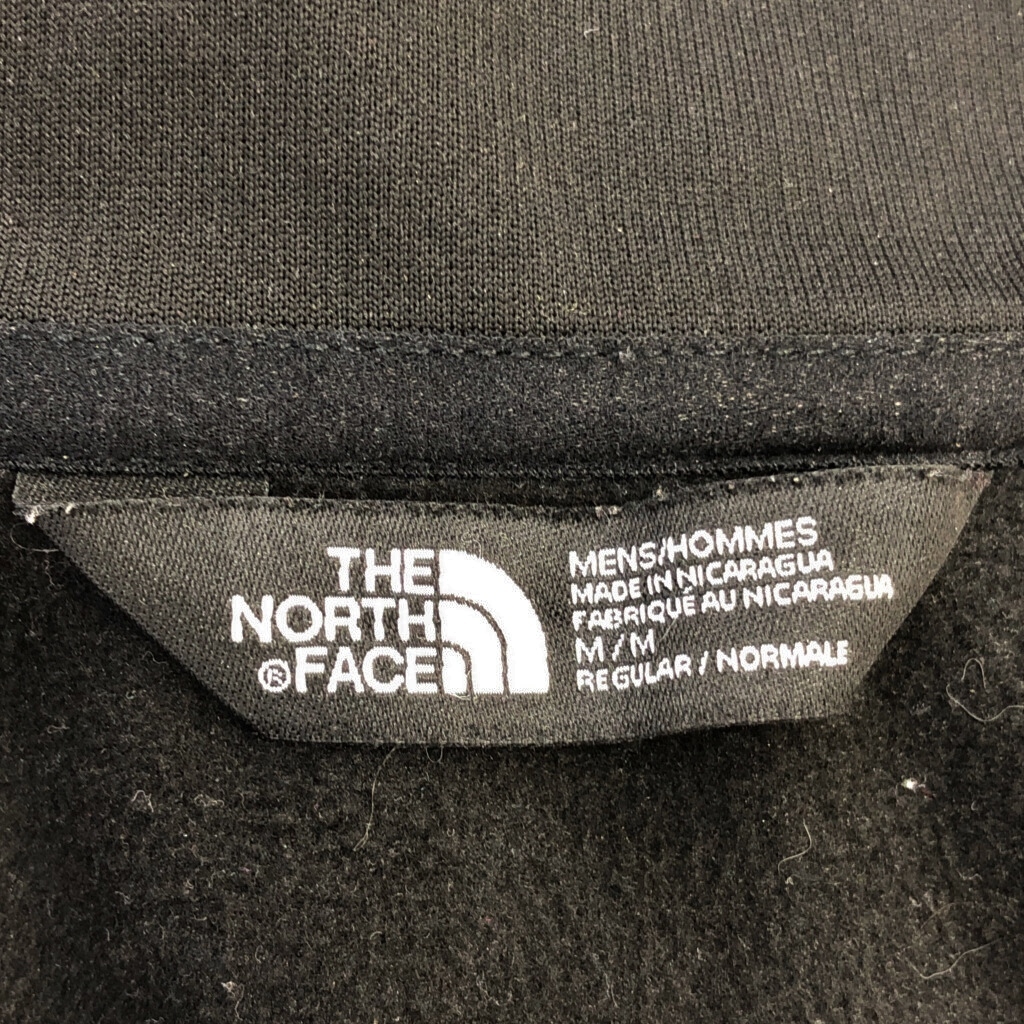 THE
NORTH
®FACE
MENS/HOMMES
MADE IN NICARAGUA
FABRIQUÉ AU NICARAGUA
M/M
REGULAR / NORMALE